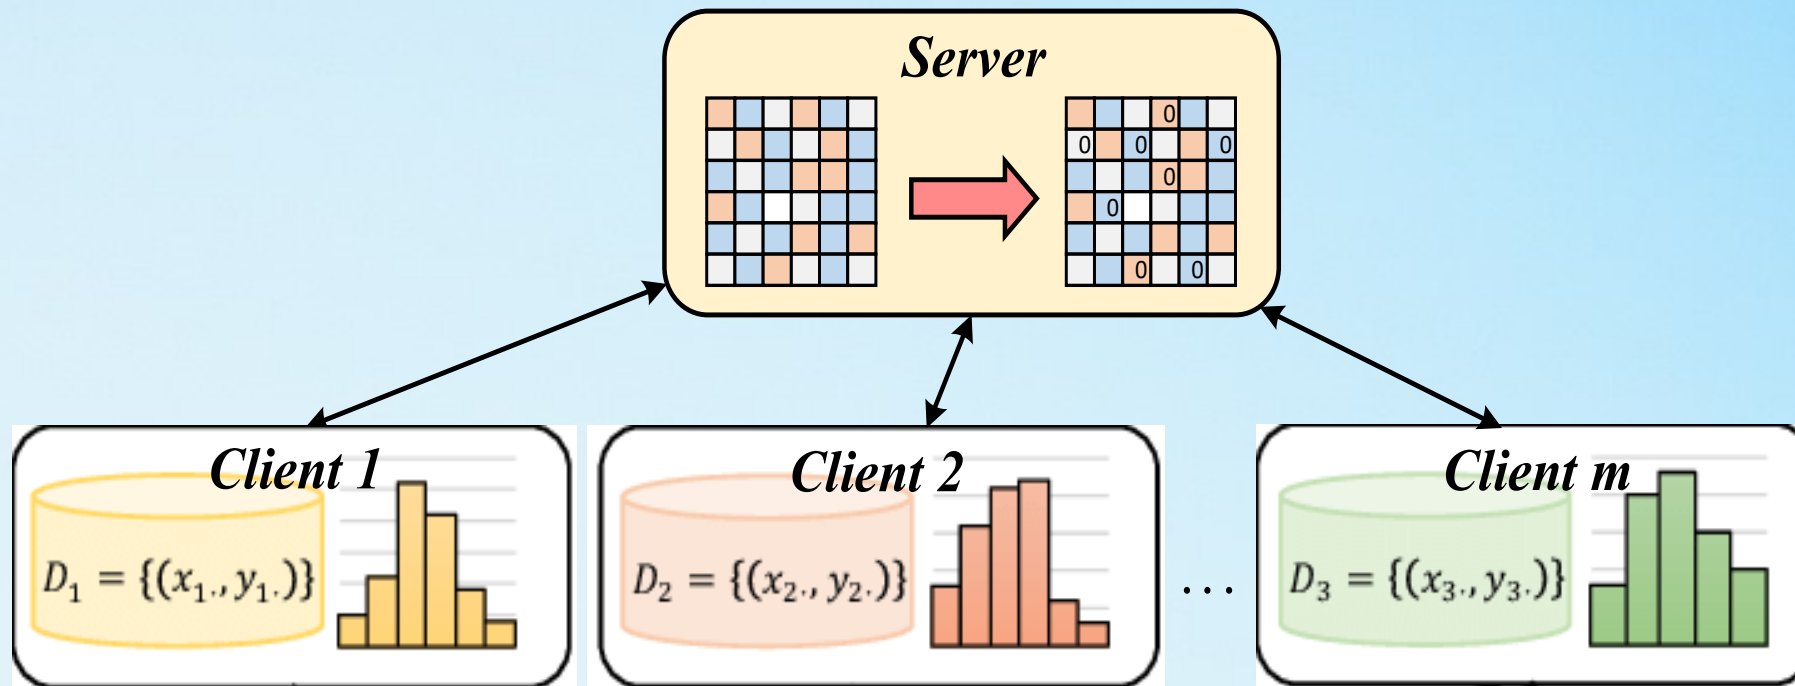 Server
0
0 0 0
0
0
0 0
Client 1
Client 2
Client m
D₁ = {(x₁., y₁.)}
D₂ = {(x₂., y₂.)}
...
D₃ = {(x₃., y₃.)}